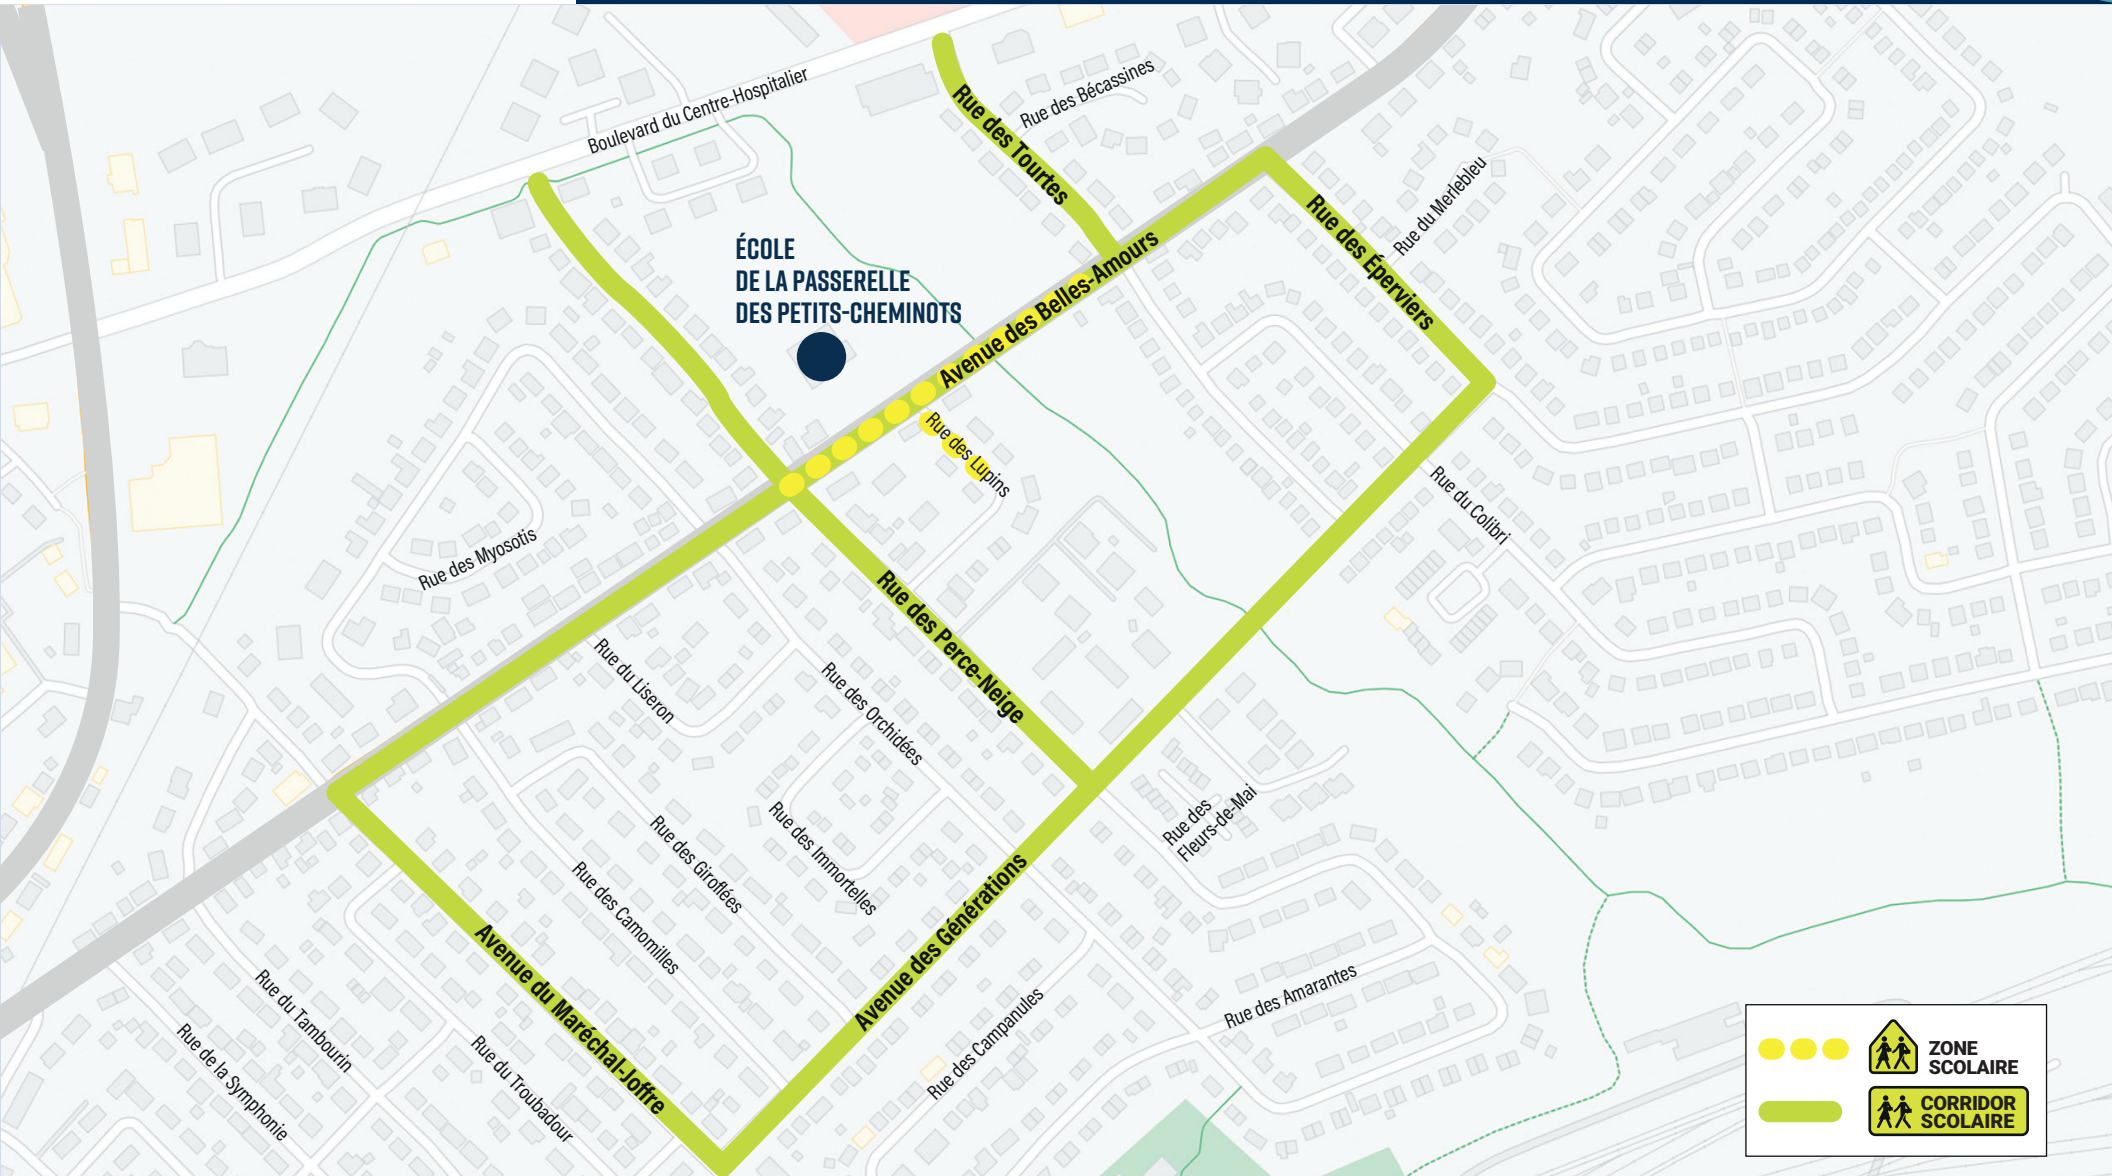 Boulevard du Centre-Hospitalier
Rue des Tourtes
Rue des Bécassines
Rue du Merlebleu
Rue des Éperviers
ÉCOLE
DE LA PASSERELLE
DES PETITS-CHEMINOTS
Avenue des Belles-Amours
Rue des Lupins
Rue du Colibri
Rue des Myosotis
Rue des Perce-Neige
Rue du Liseron
Rue des Orchidées
Rue des
Fleurs-de-Mai
Rue des Giroflées
Rue des Immortelles
Rue des Camomilles
Avenue des Générations
Avenue du Maréchal-Joffre
Rue des Campanules
Rue des Amarantes
Rue du Tambourin
Rue de la Symphonie
Rue du Troubadour
ZONE
SCOLAIRE
CORRIDOR
SCOLAIRE